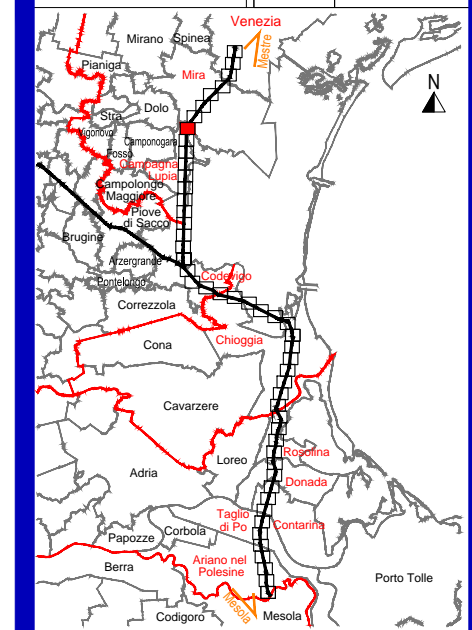 Venezia
Mirano
Spinea
Mestre
Pianiga
Mira
N
Dolo
Stra
Vigonovo
Camponogara
Fosso
Campagna
Lupia
Campolongo
Maggiore
Piove
di Sacco
Brugine
Arzergrande
Codevigo
Pontelongo
Correzzola
Chioggia
Cona
Cavarzere
Rosolina
Loreo
Adria
Donada
Taglio
di Po
Contarina
Corbola
Papozze
Ariano nel
Polesine
Berra
Porto Tolle
Mesola
Mesola
Codigoro